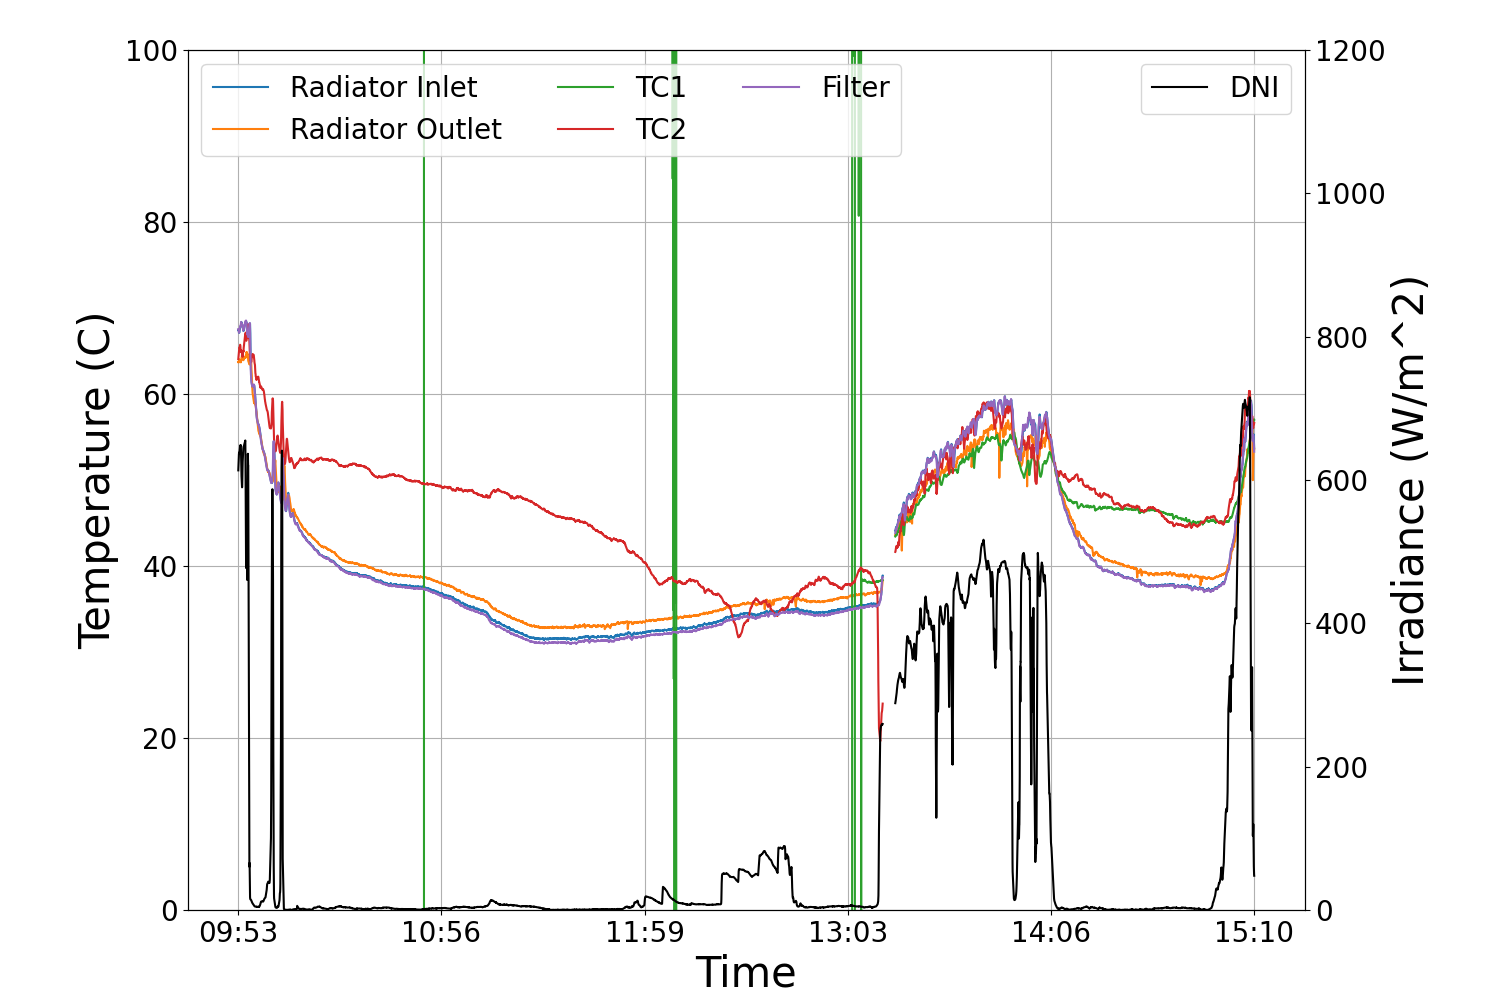 100
80
60
40
20
0
Temperature (C)
Radiator Inlet
Radiator Outlet
TC1
TC2
Filter
DNI
1200
1000
800
600
400
200
0
Irradiance (W/m^2)
09:53 10:56 11:59 13:03 14:06 15:10
Time